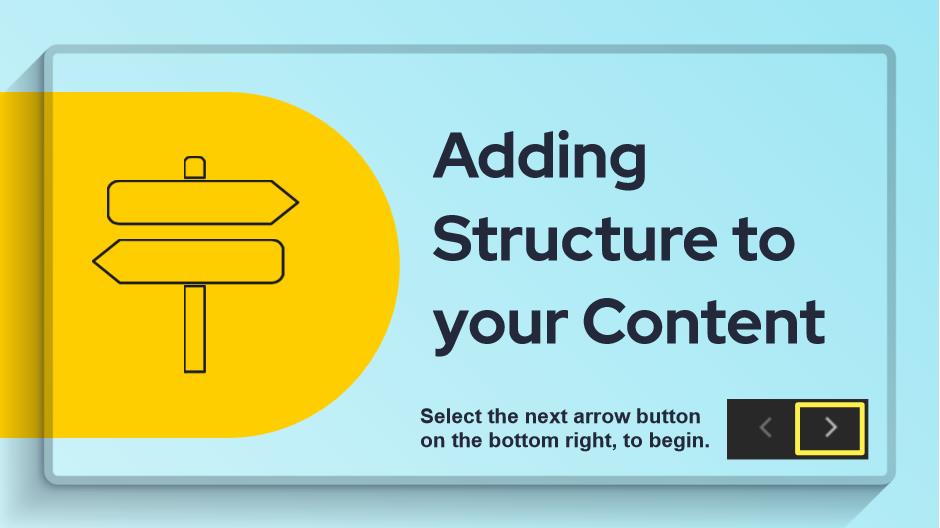 Adding
Structure to
your Content
Select the next arrow button
on the bottom right, to begin.